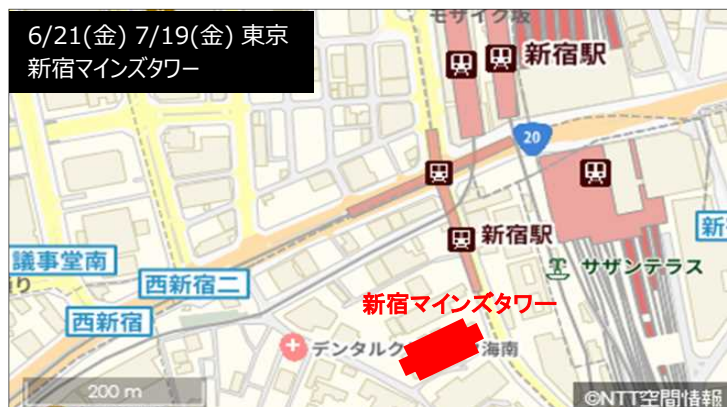 6/21(金) 7/19(金) 東京
新宿マインズタワー
モザイク坂
新宿駅
20
新宿駅
サザンテラス
新
議事堂南
り
西新宿二
西新宿
新宿マインズタワー
デンタルク
海南
200 m
©NTT空間情報